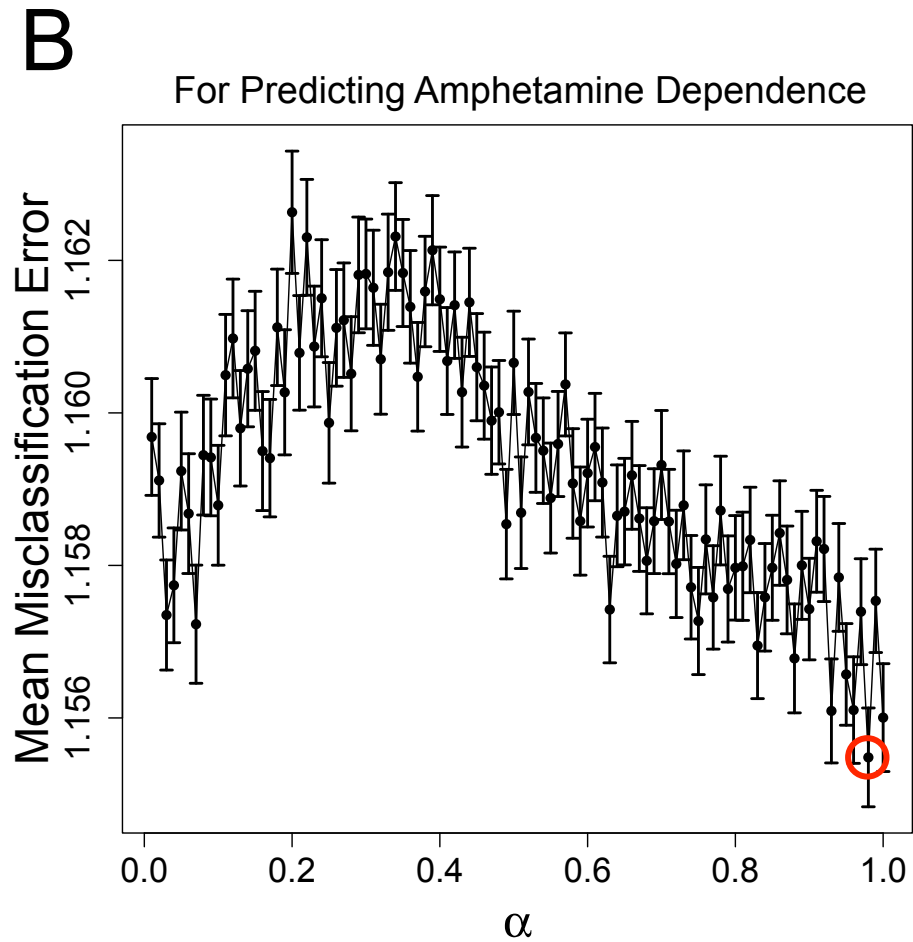 B
For Predicting Amphetamine Dependence
Mean Misclassification Error
1.162
1.160
1.158
1.156
0.0 0.2 0.4 0.6 0.8 1.0
α